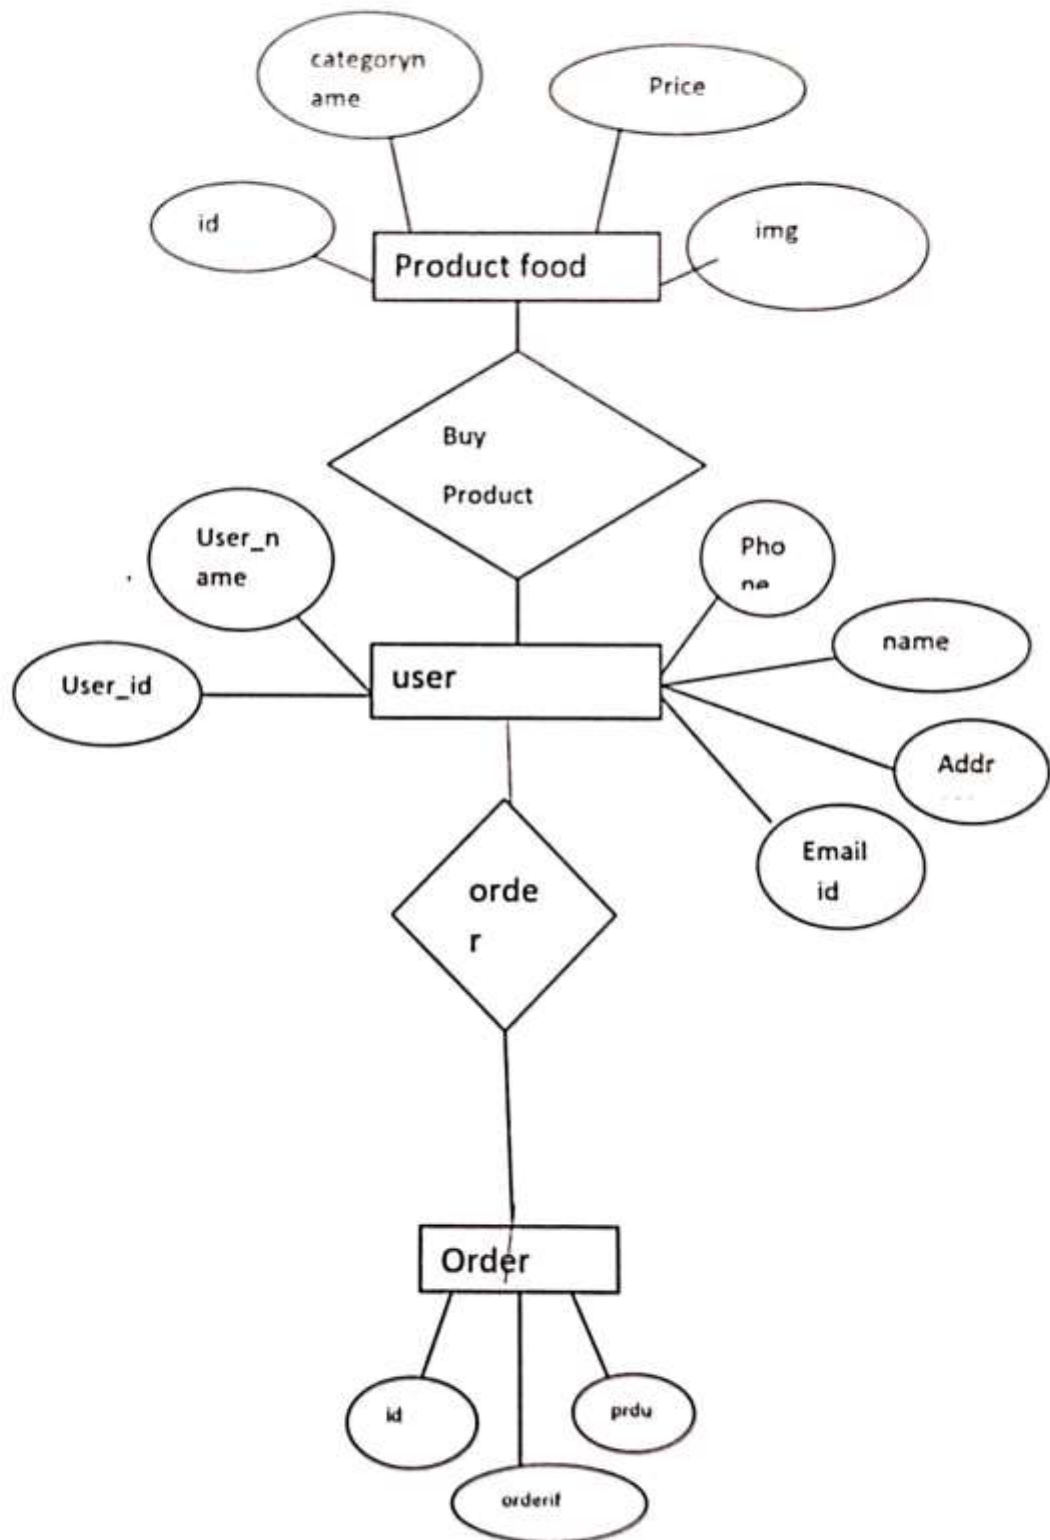 categoryn
ame
Price
id
img
Product food
Buy
Product
User_n
ame
Pho
ne
name
User_id
user
Addr
Email
id
orde
r
Order
id
prdu
orderif